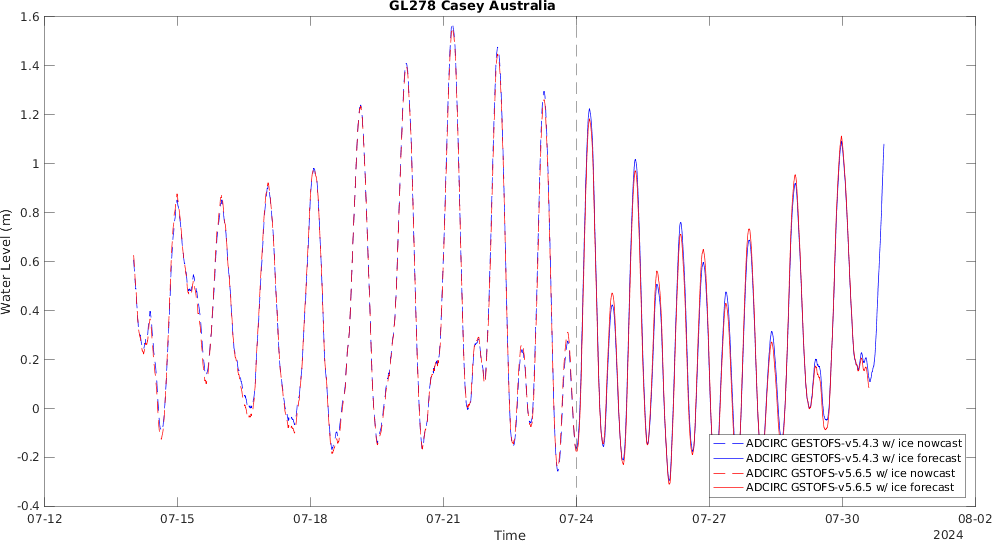 GL278 Casey Australia
Water Level (m)
1.6
1.4
1.2
1
0.8
0.6
0.4
0.2
0
-0.2
-0.4
07-12
07-15
07-18
07-21
07-24
07-27
07-30
08-02
Time
2024
ADCIRC GESTOFS-v5.4.3 w/ ice nowcast
ADCIRC GESTOFS-v5.4.3 w/ ice forecast
ADCIRC GSTOFS-v5.6.5 w/ ice nowcast
ADCIRC GSTOFS-v5.6.5 w/ ice forecast